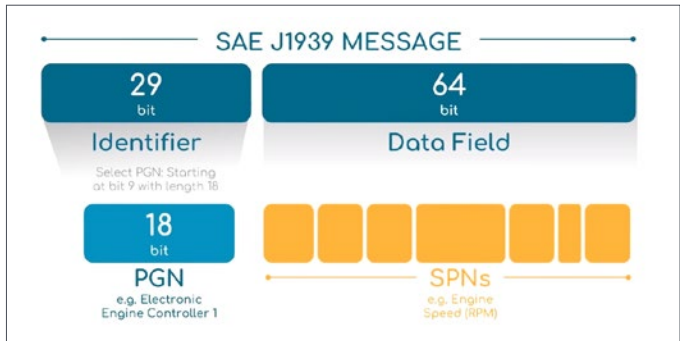 SAE J1939 MESSAGE
29
bit
64
bit
Identifier
Data Field
Select PGN: Starting
at bit 9 with length 18
18
bit
PGN
e.g. Electronic
Engine Controller 1
SPNs
e.g. Engine
Speed (RPM)